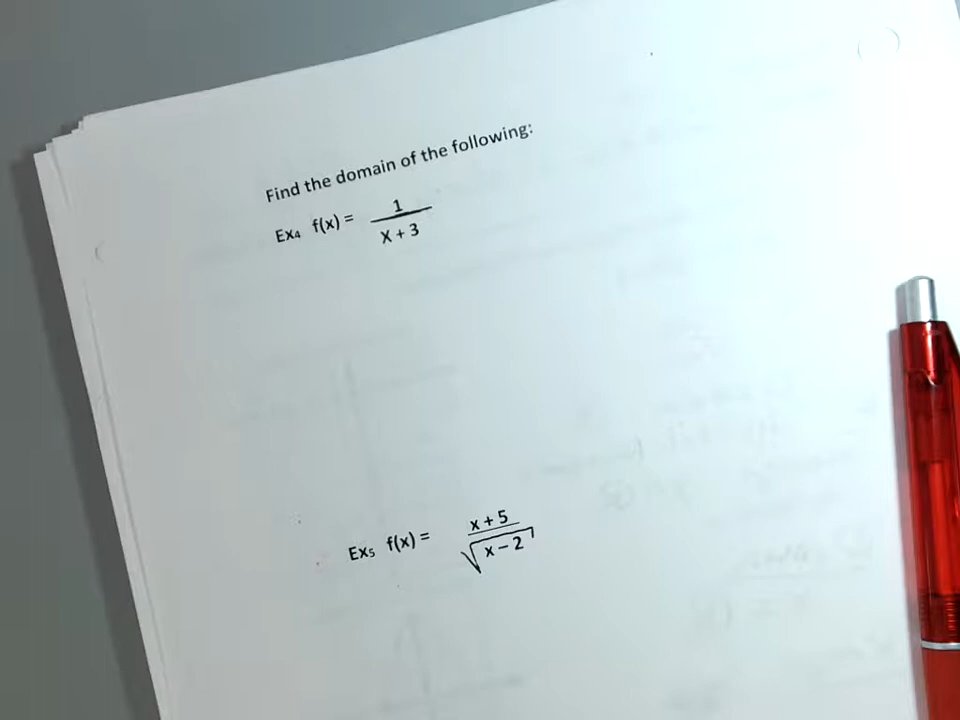 Find the domain of the following:
Ex4 f(x) = 1
x + 3
Ex5 f(x) = x + 5
√x − 2